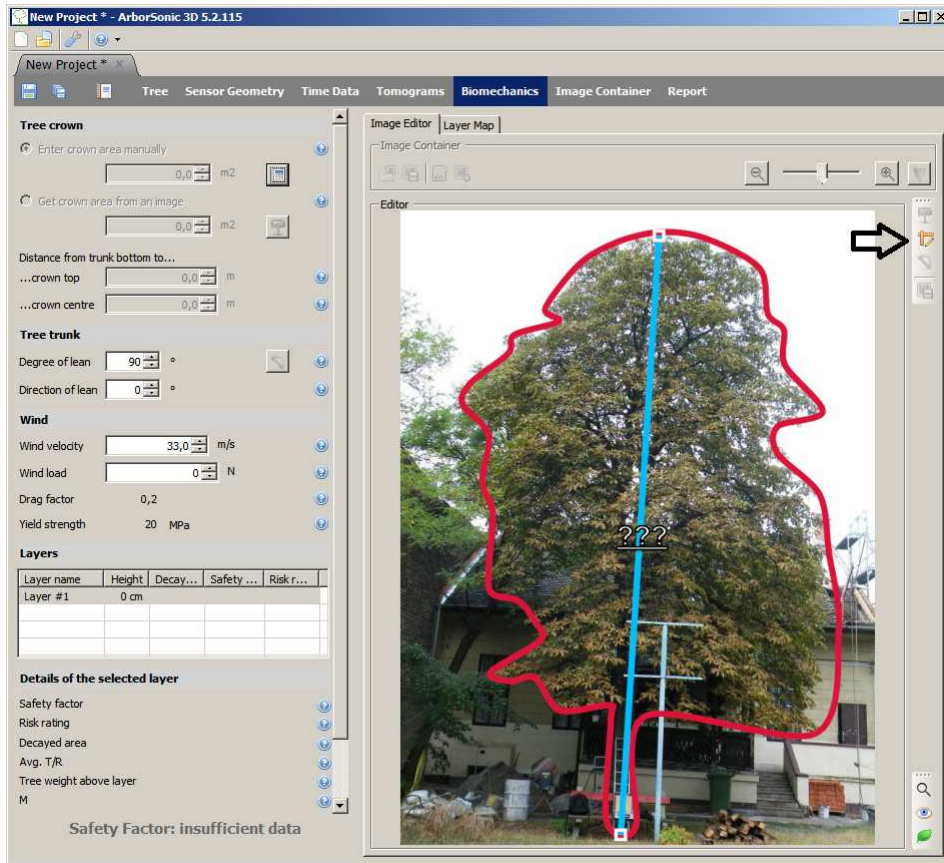 New Project * - ArborSonic 3D 5.2.115
New Project *
Tree Sensor Geometry Time Data Tomograms Biomechanics Image Container Report
Tree crown
Enter crown area manually
0,0 m2
Get crown area from an image
0,0 m2
Distance from trunk bottom to...
...crown top 0,0 m
...crown centre 0,0 m
Tree trunk
Degree of lean 90 °
Direction of lean 0 °
Wind
Wind velocity 33,0 m/s
Wind load 0 N
Drag factor 0,2
Yield strength 20 MPa
Layers
Layer name Height Decay... Safety ... Risk r...
Layer #1 0 cm
Details of the selected layer
Safety factor
Risk rating
Decayed area
Avg. T/R
Tree weight above layer
M
Safety Factor: insufficient data
Image Editor Layer Map
Image Container
Editor
???